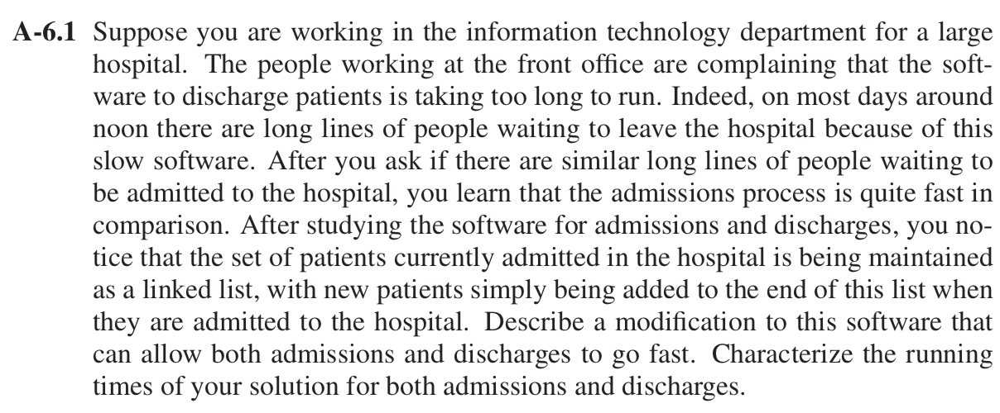 A-6.1 Suppose you are working in the information technology department for a large
hospital. The people working at the front office are complaining that the soft-
ware to discharge patients is taking too long to run. Indeed, on most days around
noon there are long lines of people waiting to leave the hospital because of this
slow software. After you ask if there are similar long lines of people waiting to
be admitted to the hospital, you learn that the admissions process is quite fast in
comparison. After studying the software for admissions and discharges, you no-
tice that the set of patients currently admitted in the hospital is being maintained
as a linked list, with new patients simply being added to the end of this list when
they are admitted to the hospital. Describe a modification to this software that
can allow both admissions and discharges to go fast. Characterize the running
times of your solution for both admissions and discharges.